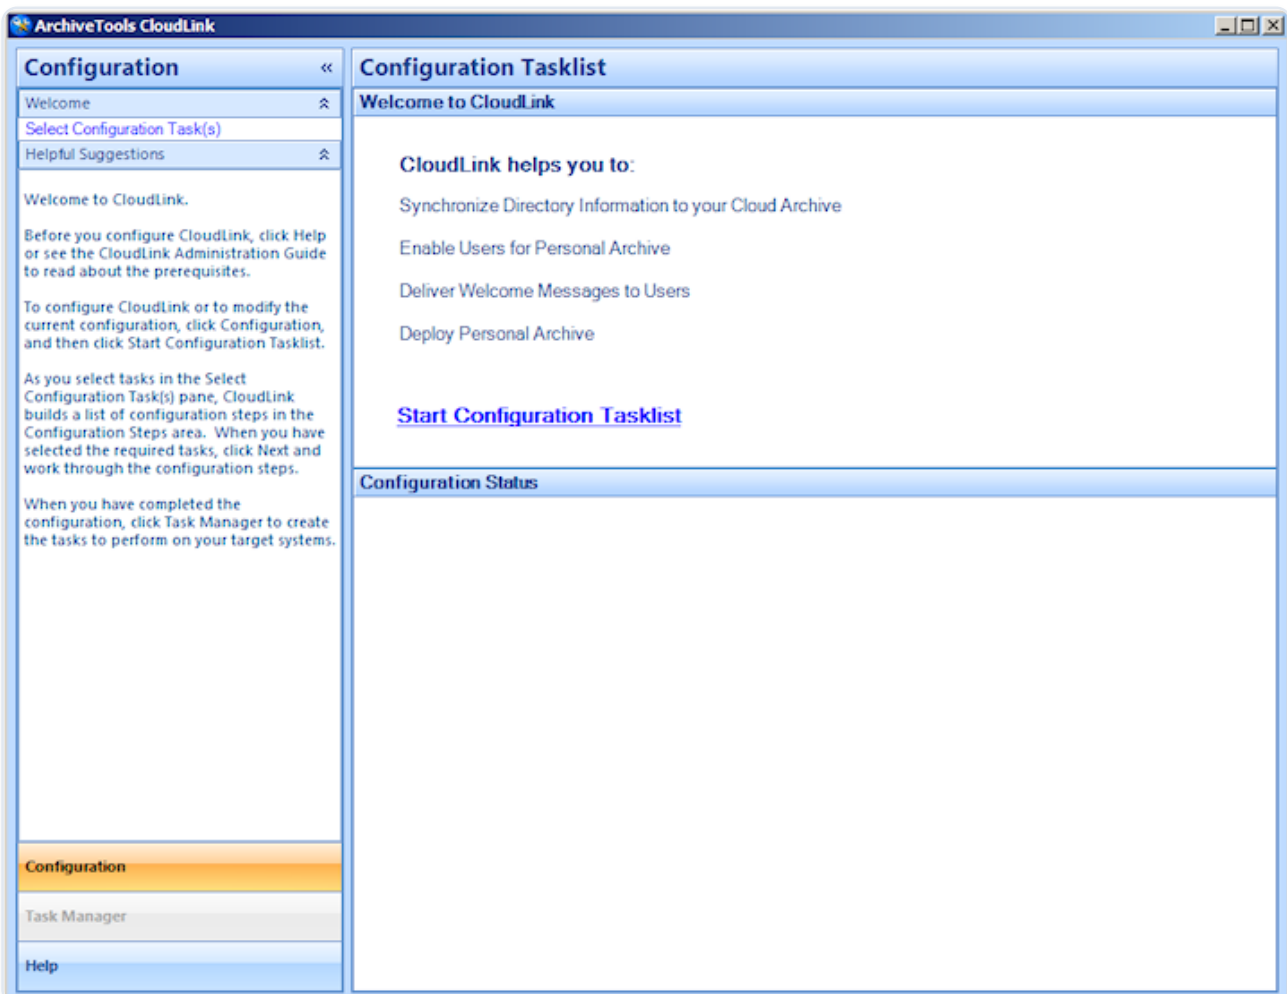 ArchiveTools CloudLink
Configuration «
Welcome
Select Configuration Task(s)
Helpful Suggestions
Welcome to CloudLink.
Before you configure CloudLink, click Help
or see the CloudLink Administration Guide
to read about the prerequisites.
To configure CloudLink or to modify the
current configuration, click Configuration,
and then click Start Configuration Tasklist.
As you select tasks in the Select
Configuration Task(s) pane, CloudLink
builds a list of configuration steps in the
Configuration Steps area.  When you have
selected the required tasks, click Next and
work through the configuration steps.
When you have completed the
configuration, click Task Manager to create
the tasks to perform on your target systems.
Configuration
Task Manager
Help
Configuration Tasklist
Welcome to CloudLink
CloudLink helps you to:
Synchronize Directory Information to your Cloud Archive
Enable Users for Personal Archive
Deliver Welcome Messages to Users
Deploy Personal Archive
Start Configuration Tasklist
Configuration Status